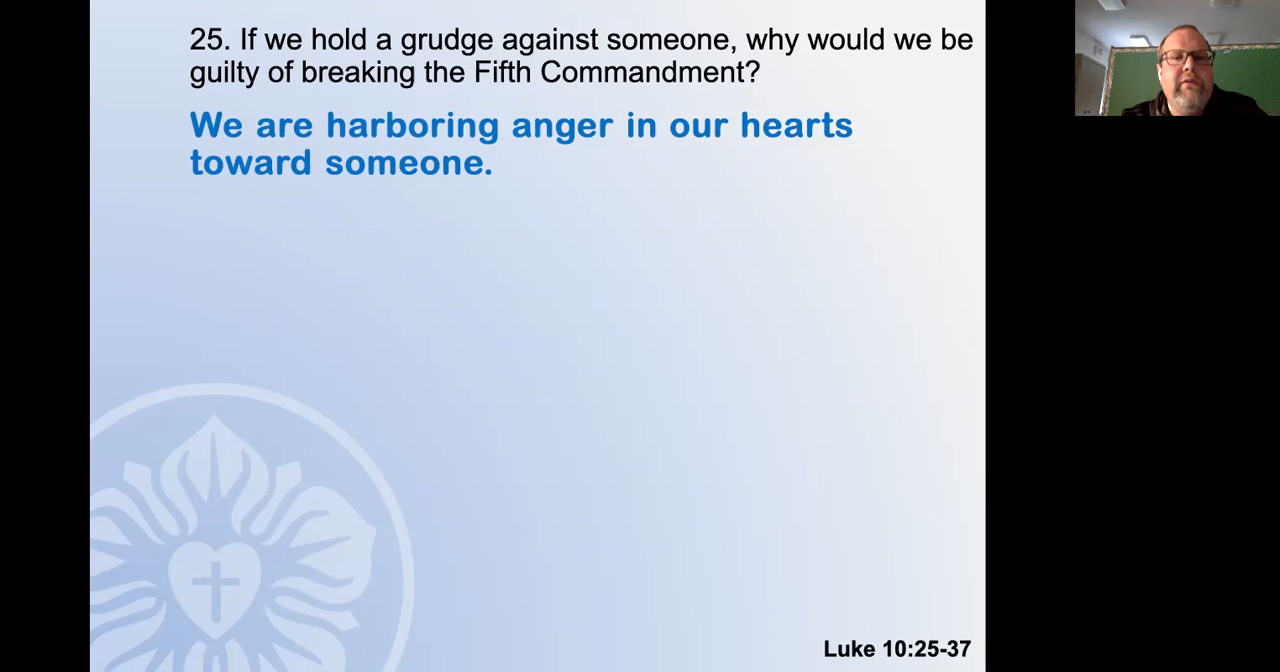 25. If we hold a grudge against someone, why would we be
guilty of breaking the Fifth Commandment?
We are harboring anger in our hearts
toward someone.
Luke 10:25-37